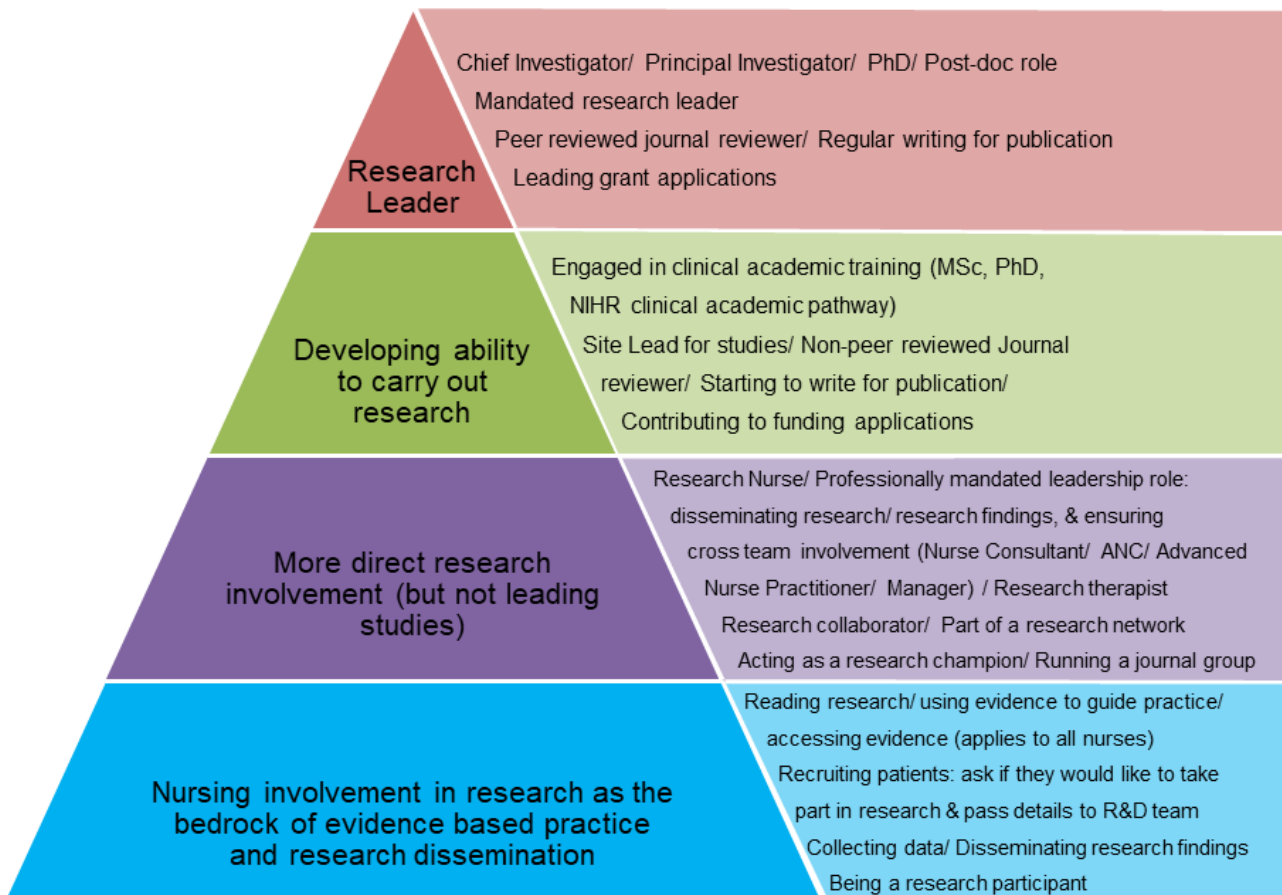 Chief Investigator/ Principal Investigator/ PhD/ Post-doc role
Mandated research leader
Peer reviewed journal reviewer/ Regular writing for publication
Leading grant applications
Research
Leader
Engaged in clinical academic training (MSc, PhD,
NIHR clinical academic pathway)
Site Lead for studies/ Non-peer reviewed Journal
reviewer/ Starting to write for publication/
Contributing to funding applications
Developing ability
to carry out
research
Research Nurse/ Professionally mandated leadership role:
disseminating research/ research findings, & ensuring
cross team involvement (Nurse Consultant/ ANC/ Advanced
Nurse Practitioner/ Manager) / Research therapist
Research collaborator/ Part of a research network
Acting as a research champion/ Running a journal group
More direct research
involvement (but not leading
studies)
Reading research/ using evidence to guide practice/
accessing evidence (applies to all nurses)
Recruiting patients: ask if they would like to take
part in research & pass details to R&D team
Collecting data/ Disseminating research findings
Being a research participant
Nursing involvement in research as the
bedrock of evidence based practice
and research dissemination